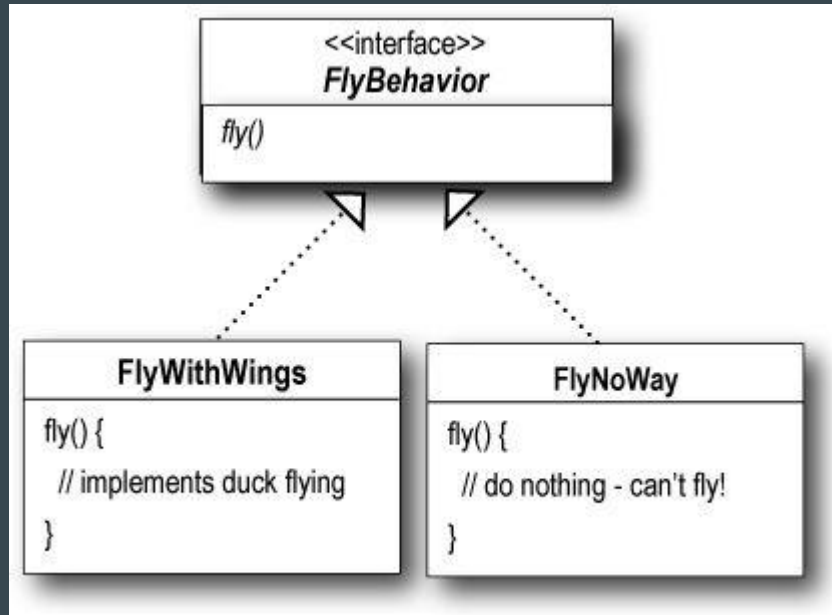 <<interface>>
FlyBehavior
fly()
FlyWithWings
fly() {
// implements duck flying
}
FlyNoWay
fly() {
// do nothing - can't fly!
}